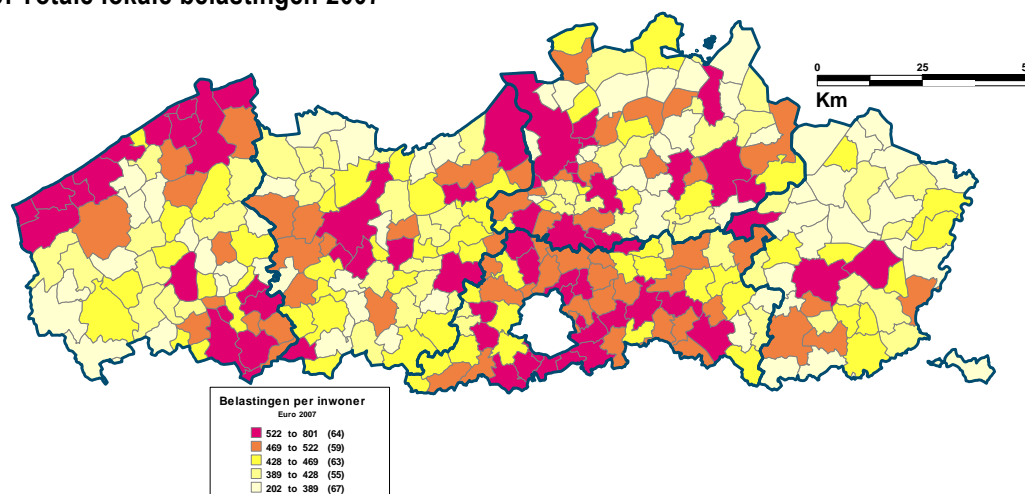 Totale lokale belastingen 2007
0 25
Km
Belastingen per inwoner
Euro 2007
522 to 801 (64)
469 to 522 (59)
428 to 469 (63)
389 to 428 (55)
202 to 389 (67)